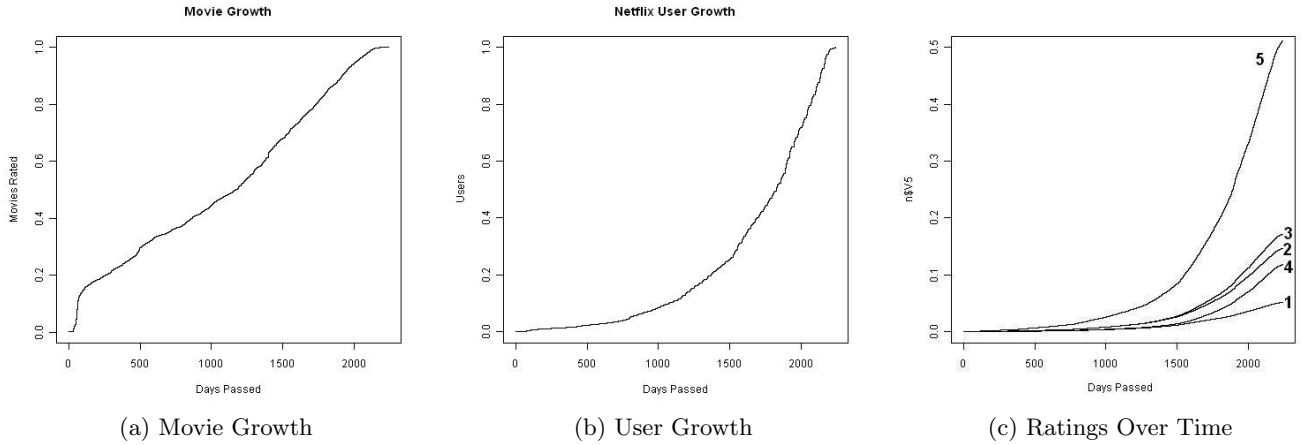 Movie Growth
Movies Rated
0.0 0.2 0.4 0.6 0.8 1.0
0 500 1000 1500 2000
Days Passed
(a) Movie Growth
Netflix User Growth
Users
0.0 0.2 0.4 0.6 0.8 1.0
0 500 1000 1500 2000
Days Passed
(b) User Growth
n$V5
0.0 0.1 0.2 0.3 0.4 0.5
5
3
2
4
1
0 500 1000 1500 2000
Days Passed
(c) Ratings Over Time